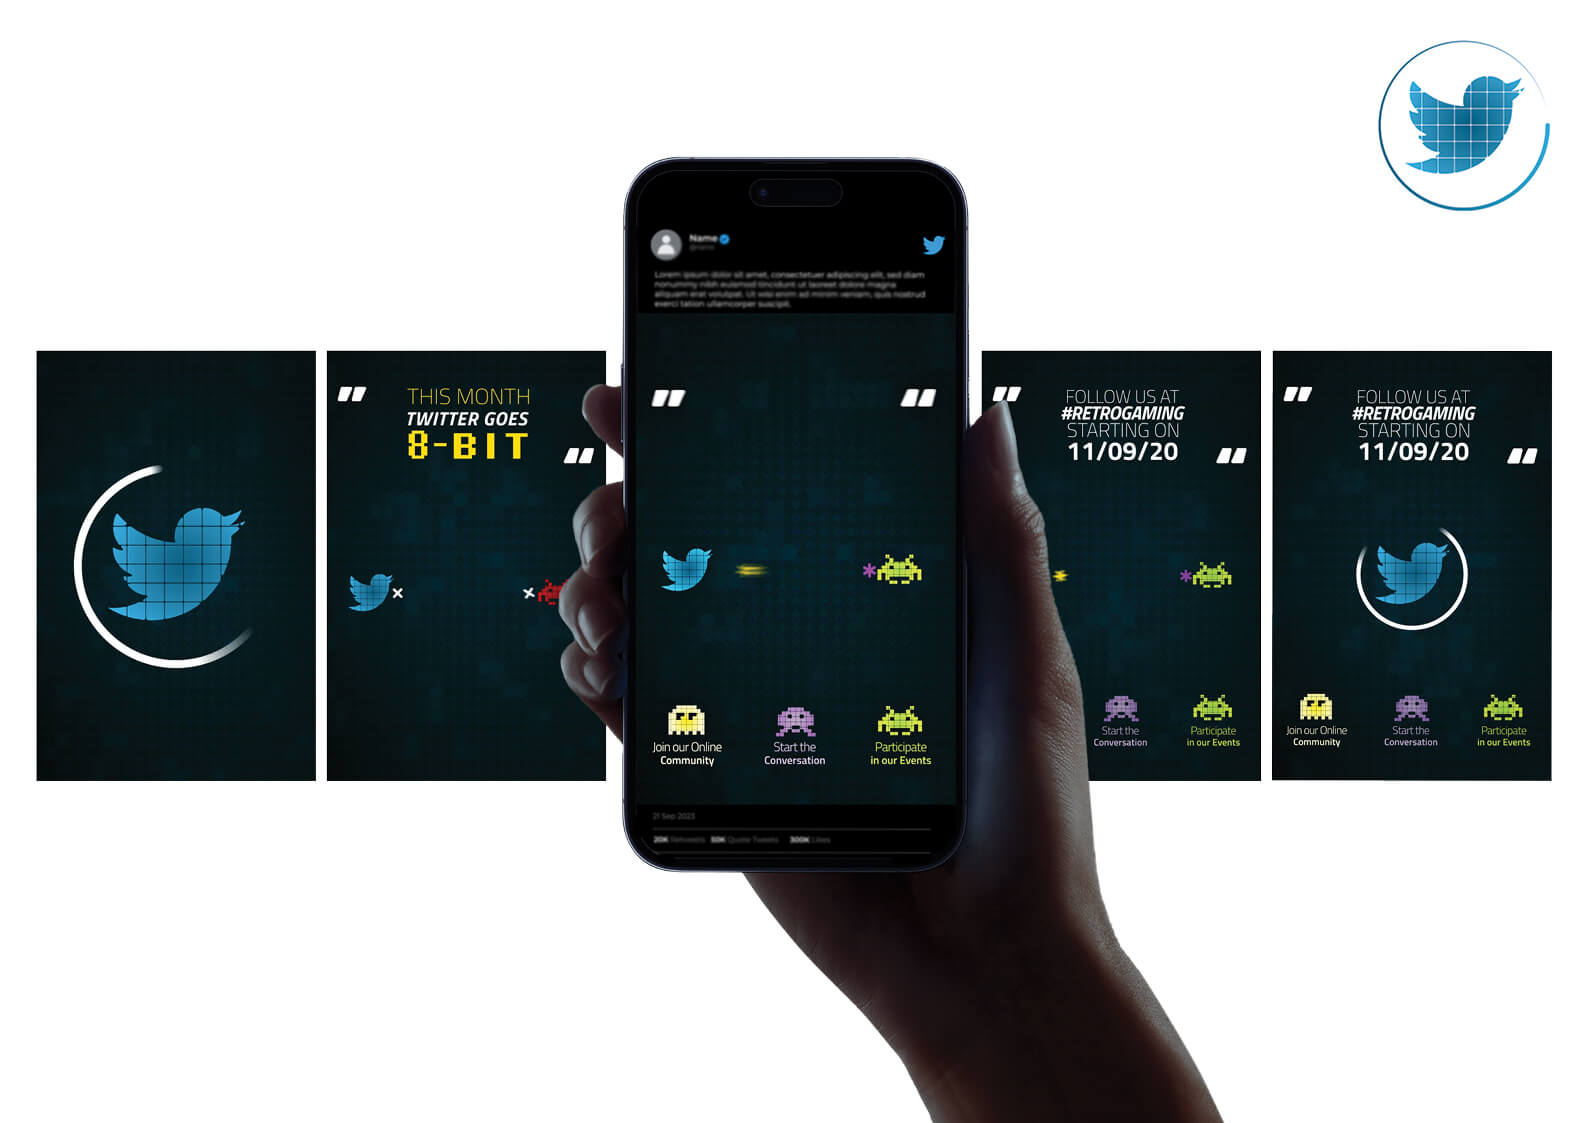 THIS MONTH
TWITTER GOES
8-BIT
Name
@name
Lorem ipsum dolor sit amet, consectetuer adipiscing elit, sed diam
nonummy nibh euismod tincidunt ut laoreet dolore magna
aliquam erat volutpat. Ut wisi enim ad minim veniam, quis nostrud
exerci tation ullamcorper suscipit.
Join our Online
Community
Start the
Conversation
Participate
in our Events
21 Sep 2023
20K Retweets 50K Quote Tweets 300K Likes
FOLLOW US AT
#RETROGAMING
STARTING ON
11/09/20
Start the
Conversation
Participate
in our Events
FOLLOW US AT
#RETROGAMING
STARTING ON
11/09/20
Join our Online
Community
Start the
Conversation
Participate
in our Events